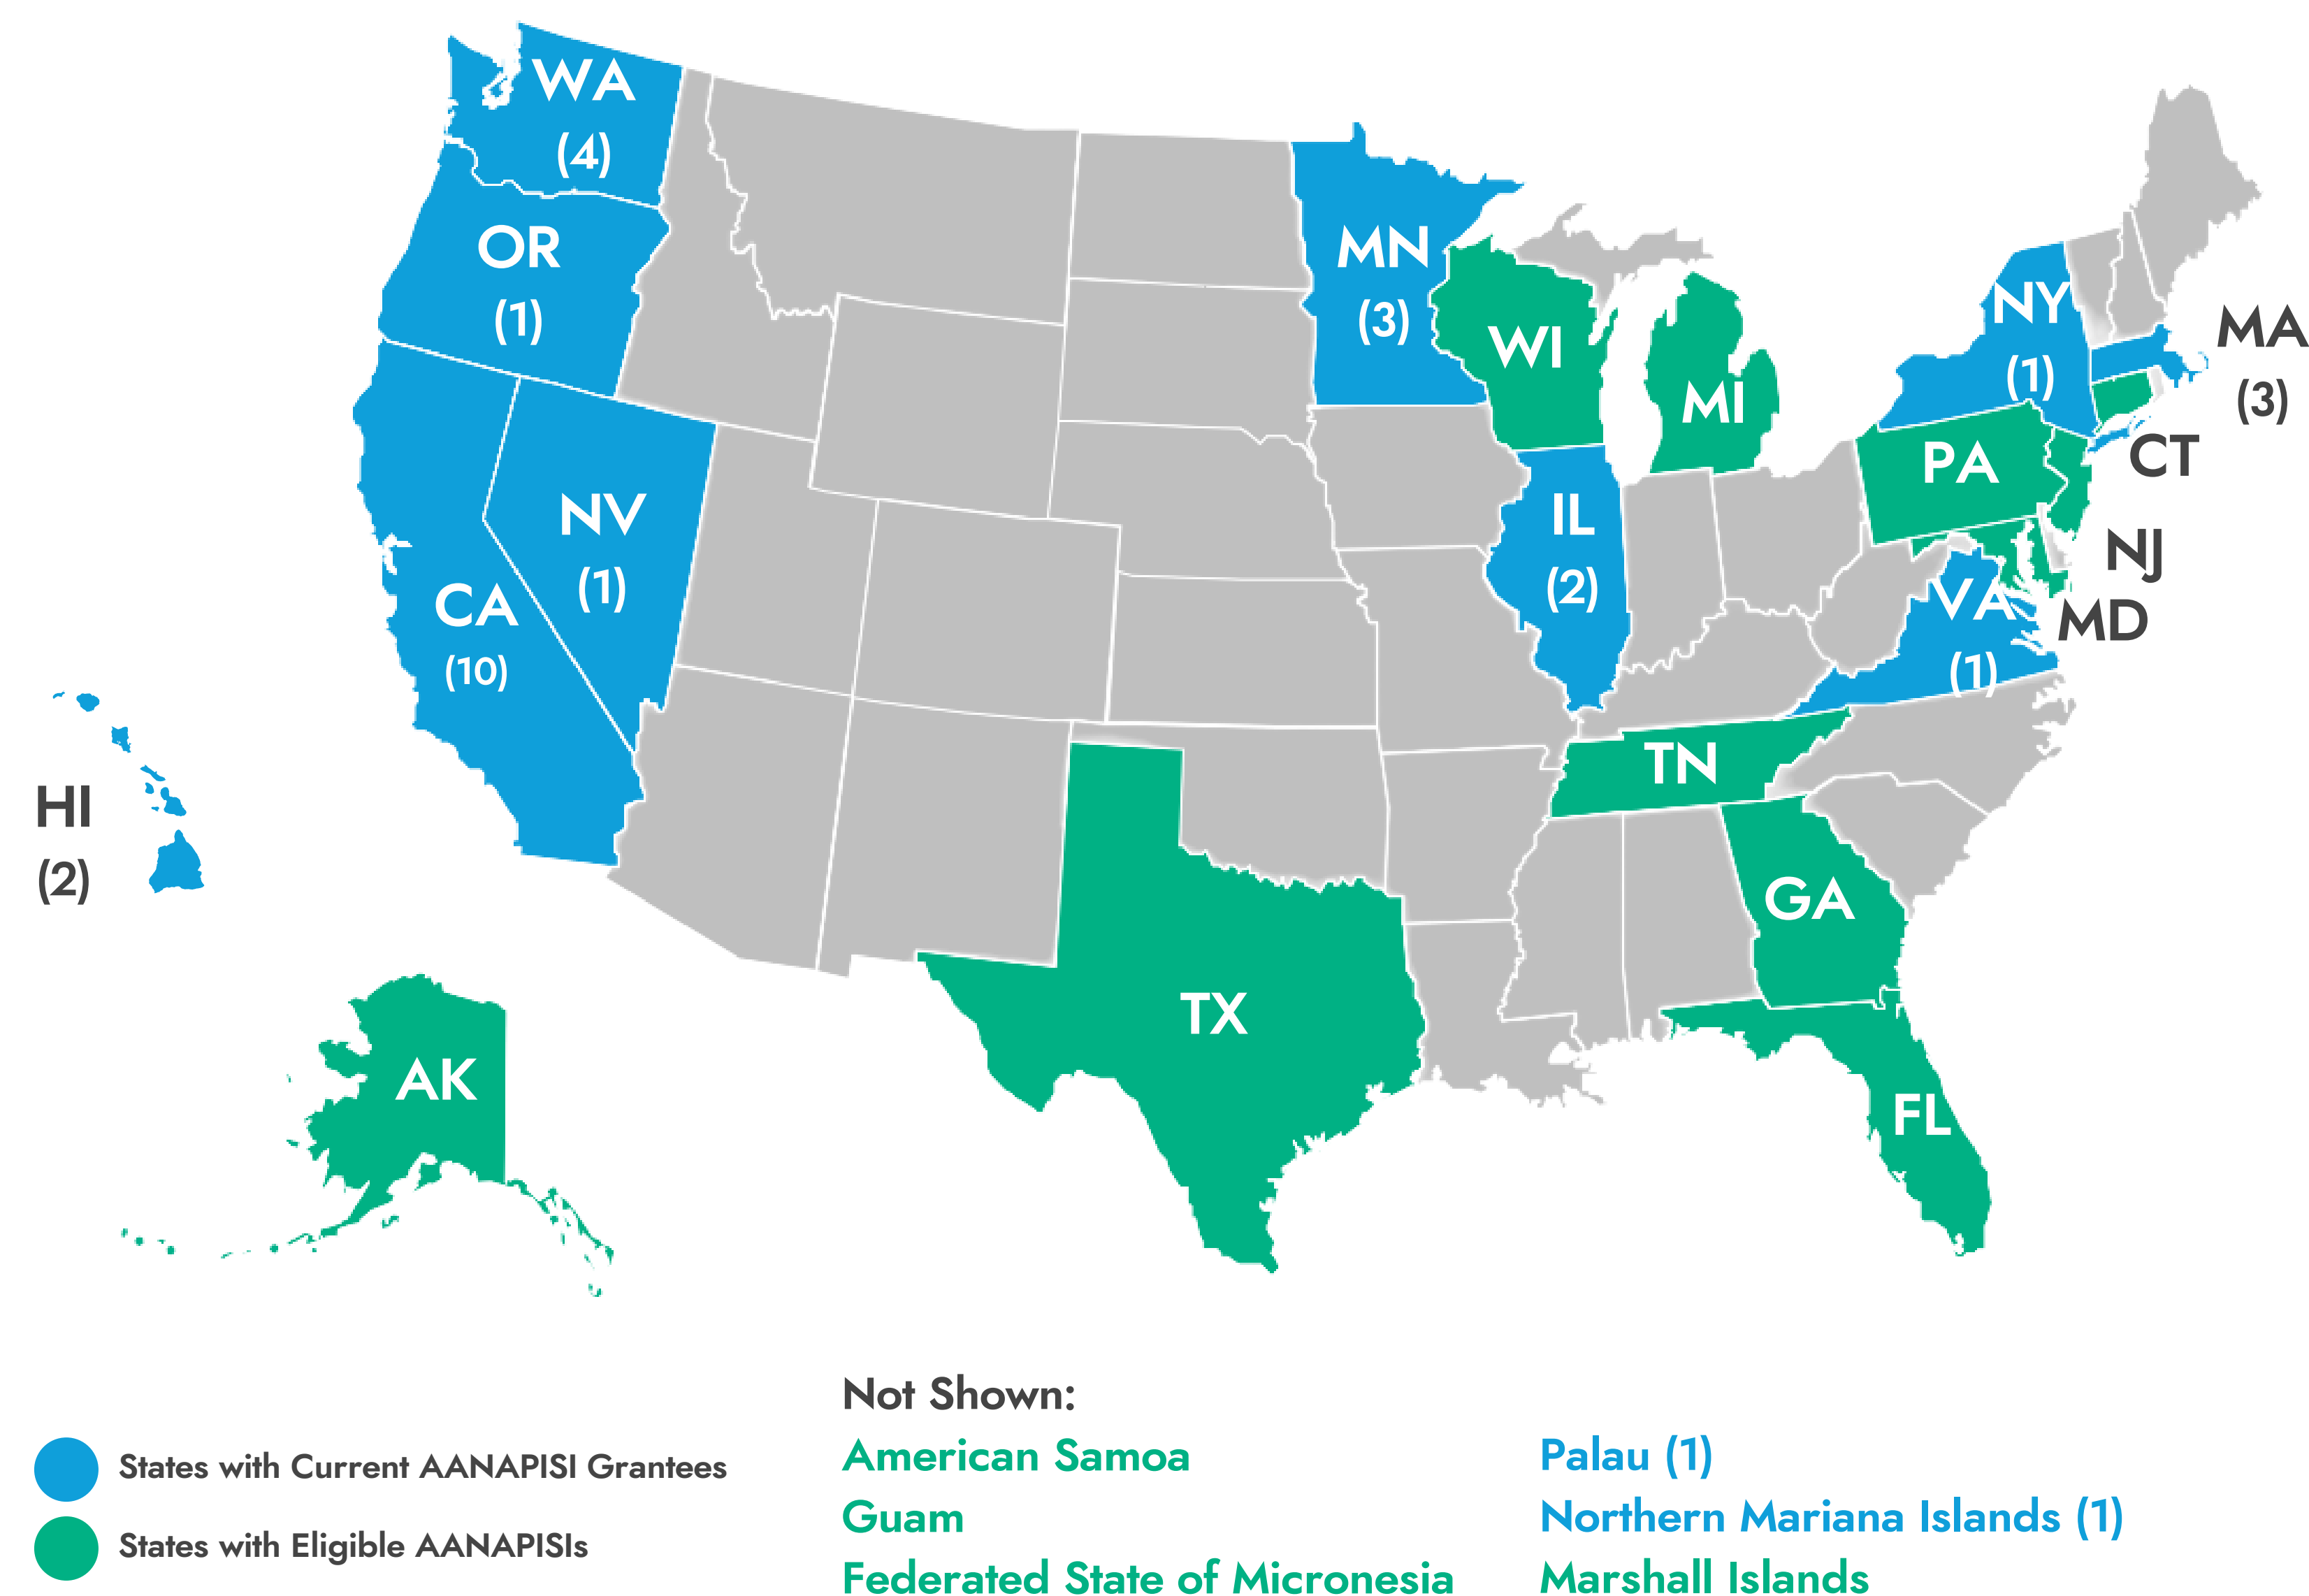 WA
(4)
OR
(1)
MN
(3)
NY
(1)
MA
(3)
WI
MI
CT
PA
NV
(1)
IL
(2)
NJ
CA
(10)
VA
(1)
MD
TN
HI
(2)
GA
TX
AK
FL
States with Current AANAPISI Grantees
States with Eligible AANAPISIs
Not Shown:
American Samoa
Guam
Federated State of Micronesia
Palau (1)
Northern Mariana Islands (1)
Marshall Islands